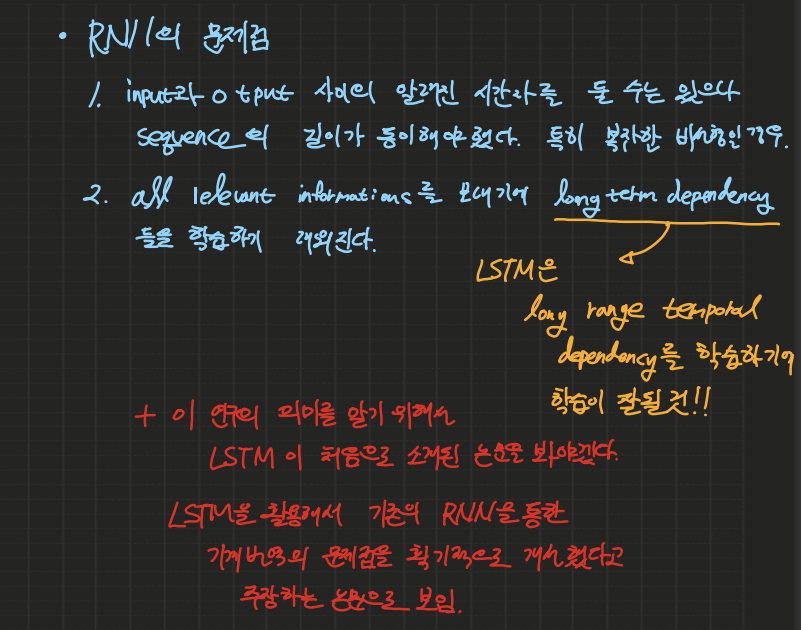 • RNN의 문제점
1. input과 output 사이의 알려진 시간차를 둘 수는 있으나
sequence의 길이가 동일해야했다. 특히 복잡한 비선형인 경우.
2. all relevant informations를 보내기에 long term dependency
들을 학습하기 어려워진다.
LSTM은
long range temporal
dependency를 학습하기에
학습이 잘될 것!!
+ 이 연구의 의미를 알기 위해서
LSTM이 처음으로 소개된 논문을 봐야겠다.
LSTM을 활용해서 기존의 RNN을 통한
기계번역의 문제점을 획기적으로 개선했다고
주장하는 논문으로 보임.